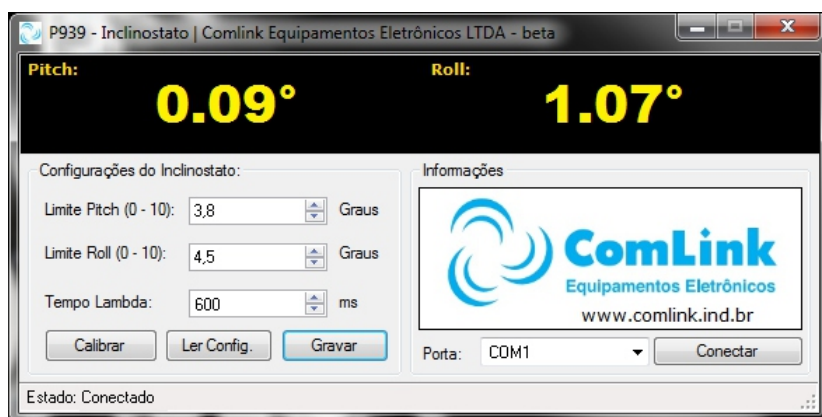 P939 - Inclinostato | Comlink Equipamentos Eletrônicos LTDA - beta
Pitch:
0.09°
Roll:
1.07°
Configurações do Inclinostato:
Limite Pitch (0 - 10): 3,8 Graus
Limite Roll (0 - 10): 4,5 Graus
Tempo Lambda: 600 ms
Calibrar Ler Config. Gravar
Informações
ComLink
Equipamentos Eletrônicos
www.comlink.ind.br
Porta: COM1 Conectar
Estado: Conectado